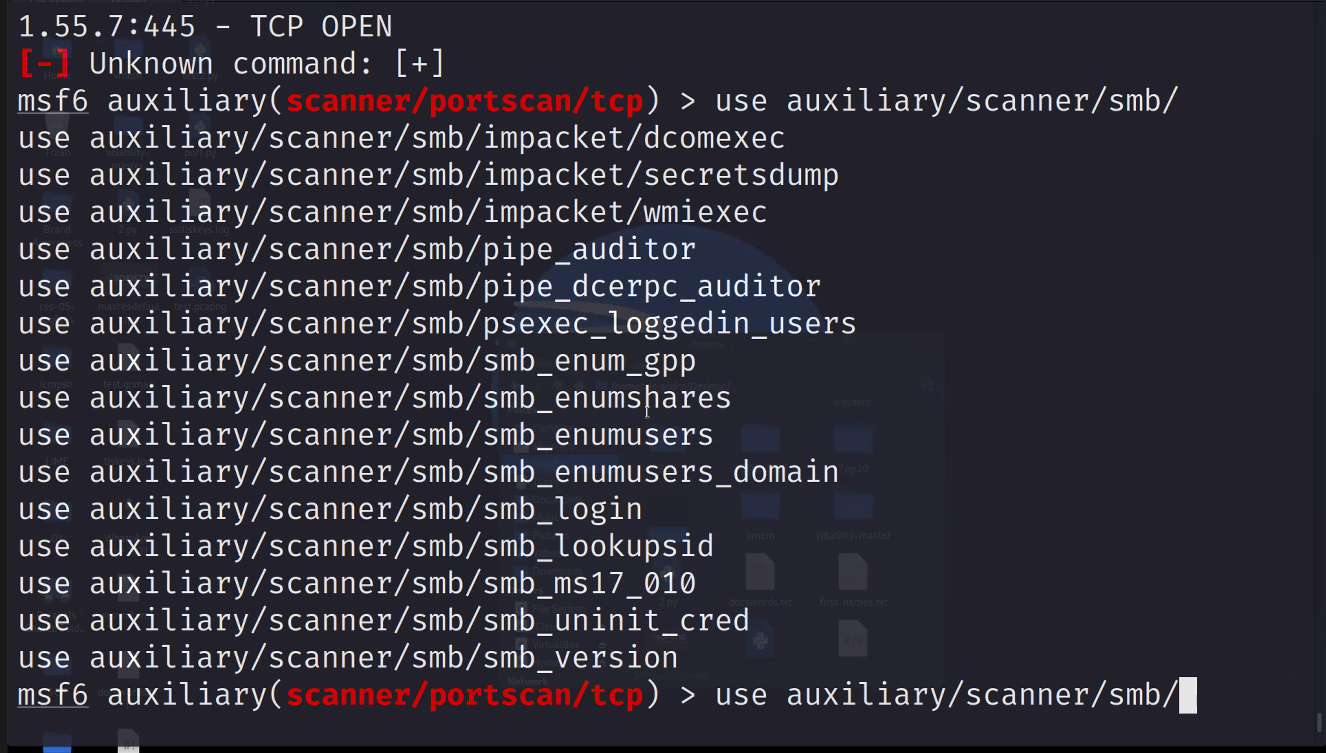 1.55.7:445 – TCP OPEN
[-] Unknown command: [+]
msf6 auxiliary(scanner/portscan/tcp) > use auxiliary/scanner/smb/
use auxiliary/scanner/smb/impacket/dcomexec
use auxiliary/scanner/smb/impacket/secretsdump
use auxiliary/scanner/smb/impacket/wmiexec
use auxiliary/scanner/smb/pipe_auditor
use auxiliary/scanner/smb/pipe_dcerpc_auditor
use auxiliary/scanner/smb/psexec_loggedin_users
use auxiliary/scanner/smb/smb_enum_gpp
use auxiliary/scanner/smb/smb_enumshares
use auxiliary/scanner/smb/smb_enumusers
use auxiliary/scanner/smb/smb_enumusers_domain
use auxiliary/scanner/smb/smb_login
use auxiliary/scanner/smb/smb_lookupsid
use auxiliary/scanner/smb/smb_ms17_010
use auxiliary/scanner/smb/smb_uninit_cred
use auxiliary/scanner/smb/smb_version
msf6 auxiliary(scanner/portscan/tcp) > use auxiliary/scanner/smb/